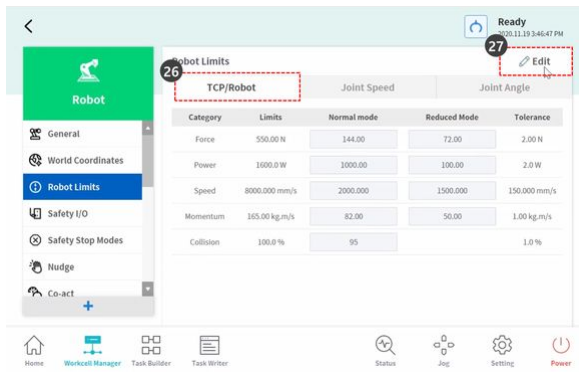 Ready
2020.11.19 3:46:47 PM
27
Robot Limits
Edit
26
Robot
TCP/Robot Joint Speed Joint Angle
Category Limits Normal mode Reduced Mode Tolerance
General
Force 550.00 N 144.00 72.00 2.00 N
World Coordinates
Power 1600.0 W 1000.00 100.00 2.0 W
Robot Limits
Speed 8000.000 mm/s 2000.000 1500.000 150.000 mm/s
Safety I/O
Momentum 165.00 kg.m/s 82.00 50.00 1.00 kg.m/s
Safety Stop Modes
Collision 100.0 % 95 1.0 %
Nudge
Co-act
+
Home Workcell Manager Task Builder Task Writer Status Jog Setting Power